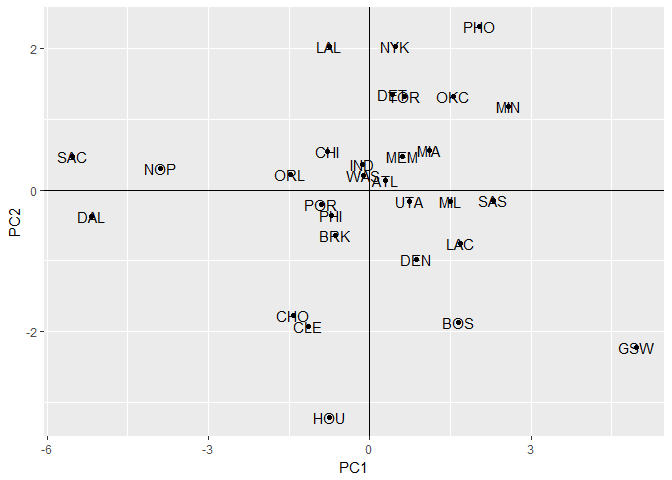 PHO
LAL
NYK
2
DET
TOR
OKC
MIN
CHI
MIA
SAC
MEM
IND
NOP
ORL
WAS
ATL
0
POR
UTA
MIL
SAS
DAL
PHI
BRK
LAC
DEN
CHO
CLE
BOS
-2
GSW
HOU
-6
-3
0
3
PC1
PC2